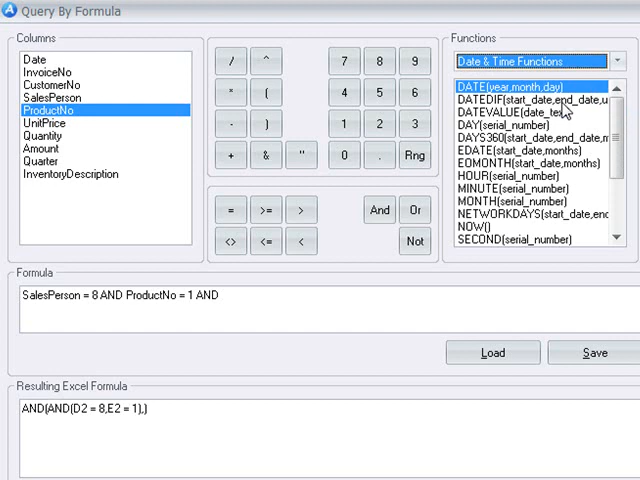 Query By Formula
Columns
Date
InvoiceNo
CustomerNo
SalesPerson
ProductNo
UnitPrice
Quantity
Amount
Quarter
InventoryDescription
/ ^ 7 8 9
* ( 4 5 6
- ) 1 2 3
+ & " 0 . Rng
= >= > And Or
<> <= < Not
Functions
Date & Time Functions
DATE(year,month,day)
DATEDIF(start_date,end_date,u
DATEVALUE(date_te
DAY(serial_number)
DAYS360(start_date,end_date,m
EDATE(start_date,months)
EOMONTH(start_date,months)
HOUR(serial_number)
MINUTE(serial_number)
MONTH(serial_number)
NETWORKDAYS(start_date,end
NOW()
SECOND(serial_number)
Formula
SalesPerson = 8 AND ProductNo = 1 AND
Load Save
Resulting Excel Formula
AND(AND(D2 = 8,E2 = 1),)